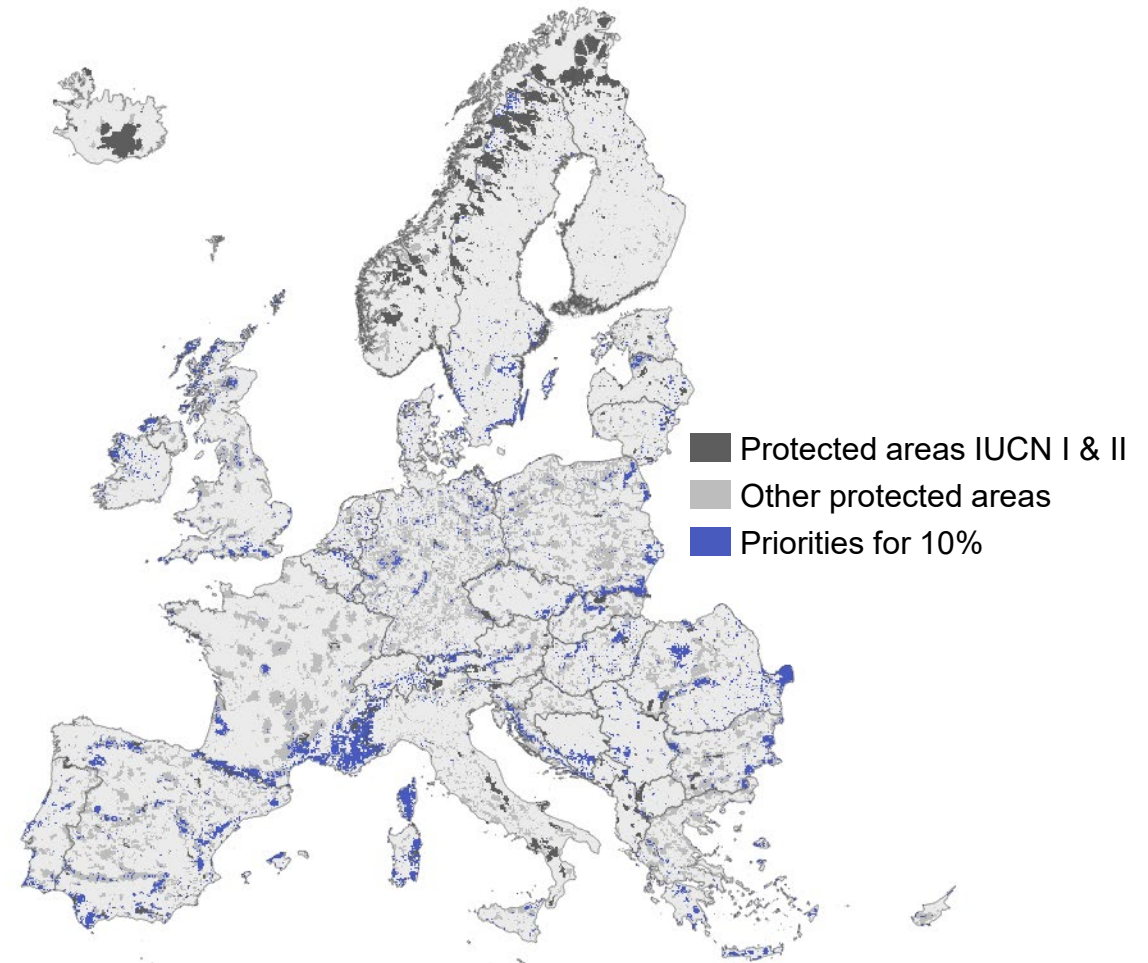 Protected areas IUCN I & II
Other protected areas
Priorities for 10%